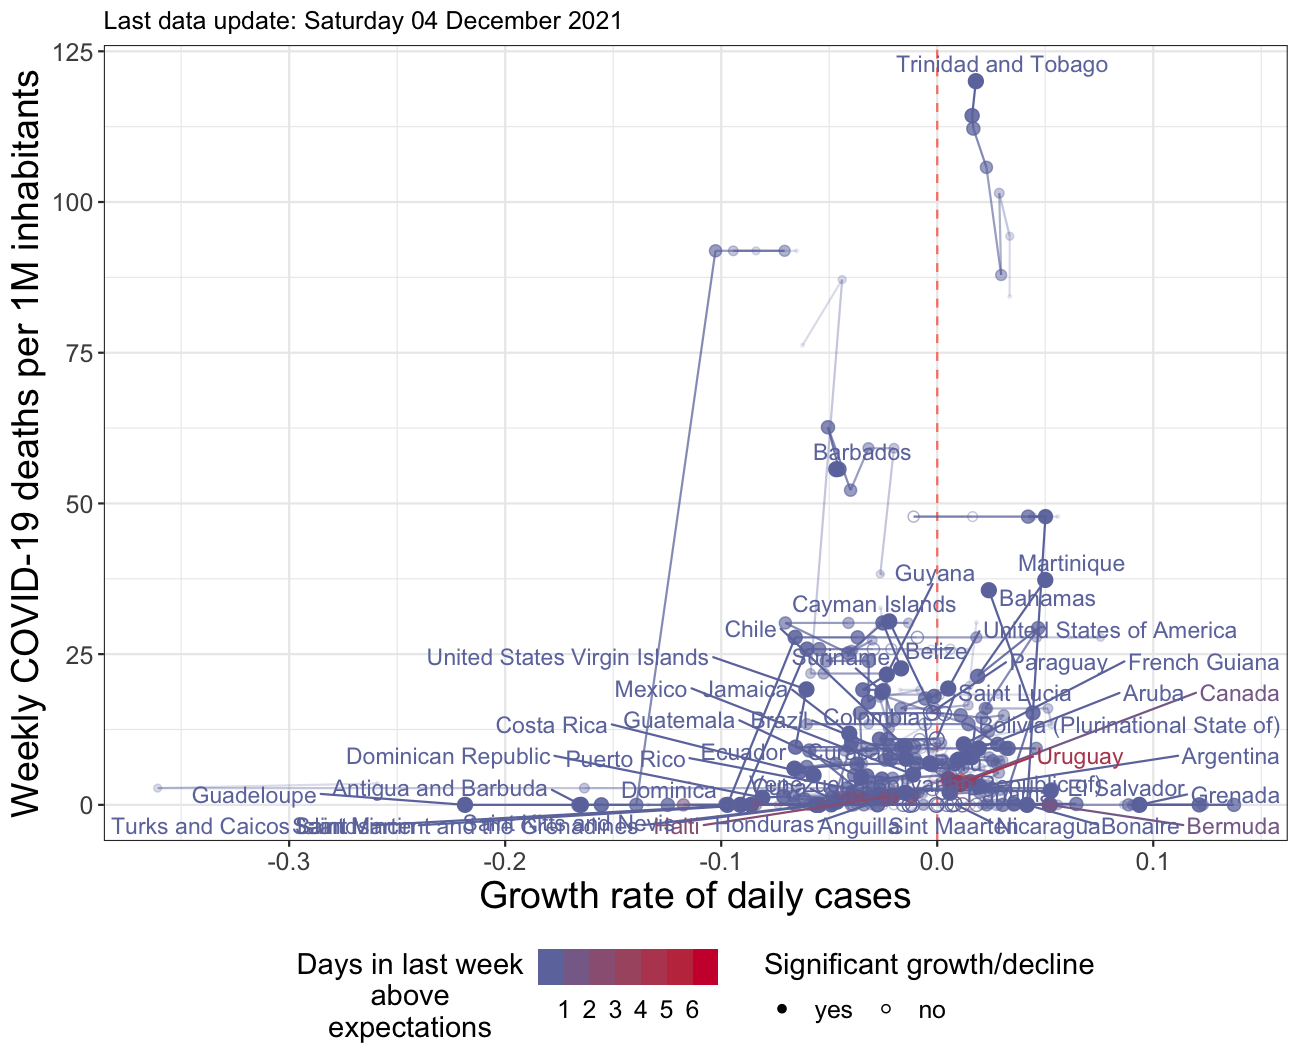 Last data update: Saturday 04 December 2021
Weekly COVID-19 deaths per 1M inhabitants
125
100
75
50
25
0
Trinidad and Tobago
Barbados
Martinique
Guyana
Bahamas
Cayman Islands
Chile
United States of America
Belize
Suriname
United States Virgin Islands
Paraguay
French Guiana
Mexico
Jamaica
Saint Lucia
Aruba
Canada
Costa Rica
Guatemala
Brazil
Colombia
Bolivia (Plurinational State of)
Dominican Republic
Puerto Rico
Ecuador
Uruguay
Argentina
Guadeloupe
Antigua and Barbuda
Dominica
El Salvador
Grenada
Turks and Caicos Islands
Saint Kitts and Nevis
Haiti
Honduras
Anguilla
Sint Maarten
Nicaragua
Bonaire
Bermuda
-0.3
-0.2
-0.1
0.0
0.1
Growth rate of daily cases
Days in last week
above
expectations
1 2 3 4 5 6
Significant growth/decline
yes
no